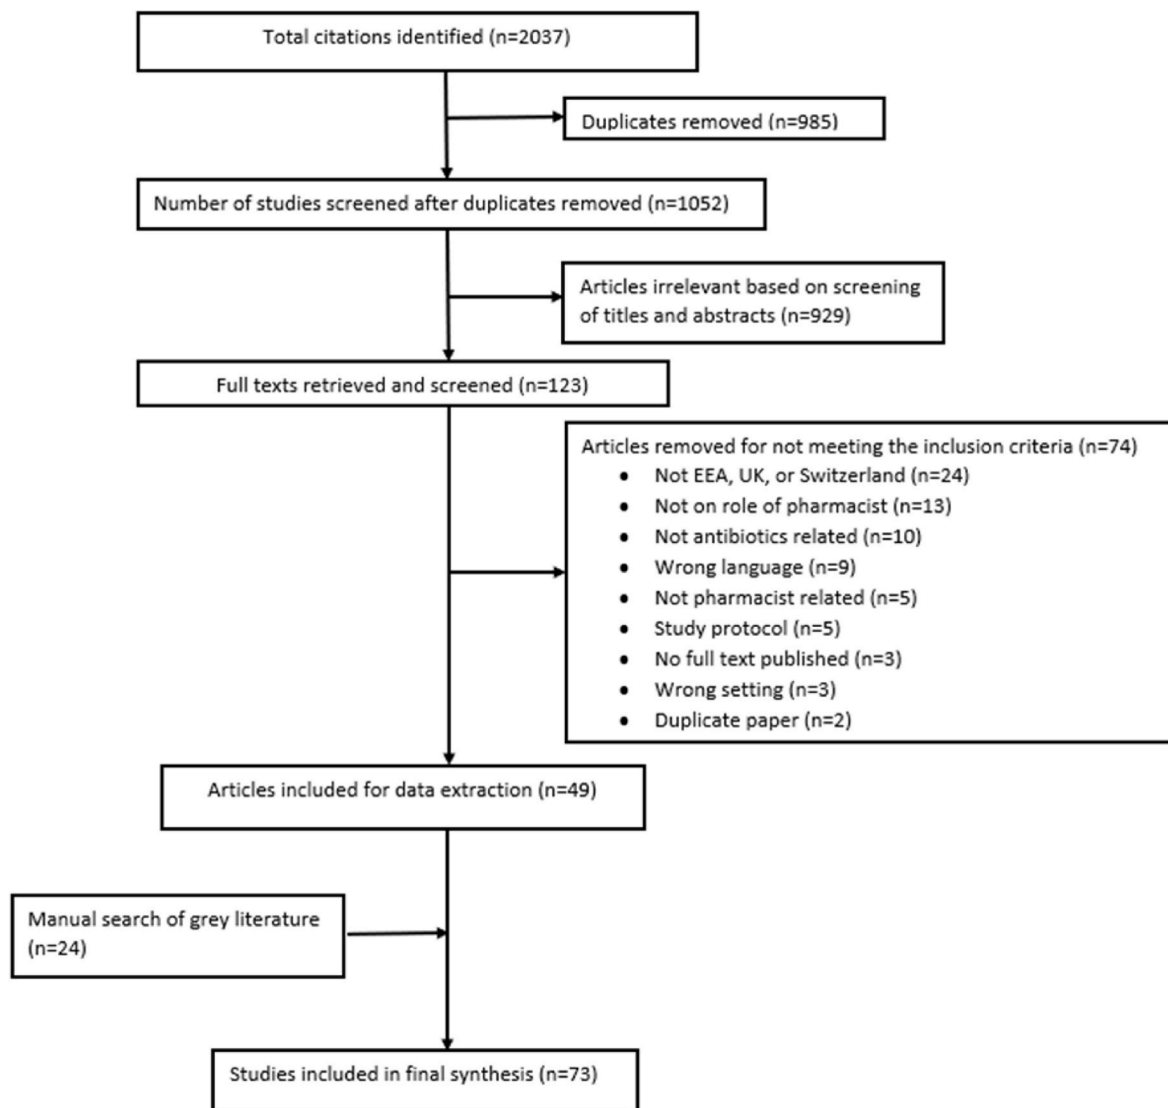 Total citations identified (n=2037)
Duplicates removed (n=985)
Number of studies screened after duplicates removed (n=1052)
Articles irrelevant based on screening
of titles and abstracts (n=929)
Full texts retrieved and screened (n=123)
Articles removed for not meeting the inclusion criteria (n=74)
• Not EEA, UK, or Switzerland (n=24)
• Not on role of pharmacist (n=13)
• Not antibiotics related (n=10)
• Wrong language (n=9)
• Not pharmacist related (n=5)
• Study protocol (n=5)
• No full text published (n=3)
• Wrong setting (n=3)
• Duplicate paper (n=2)
Articles included for data extraction (n=49)
Manual search of grey literature
(n=24)
Studies included in final synthesis (n=73)